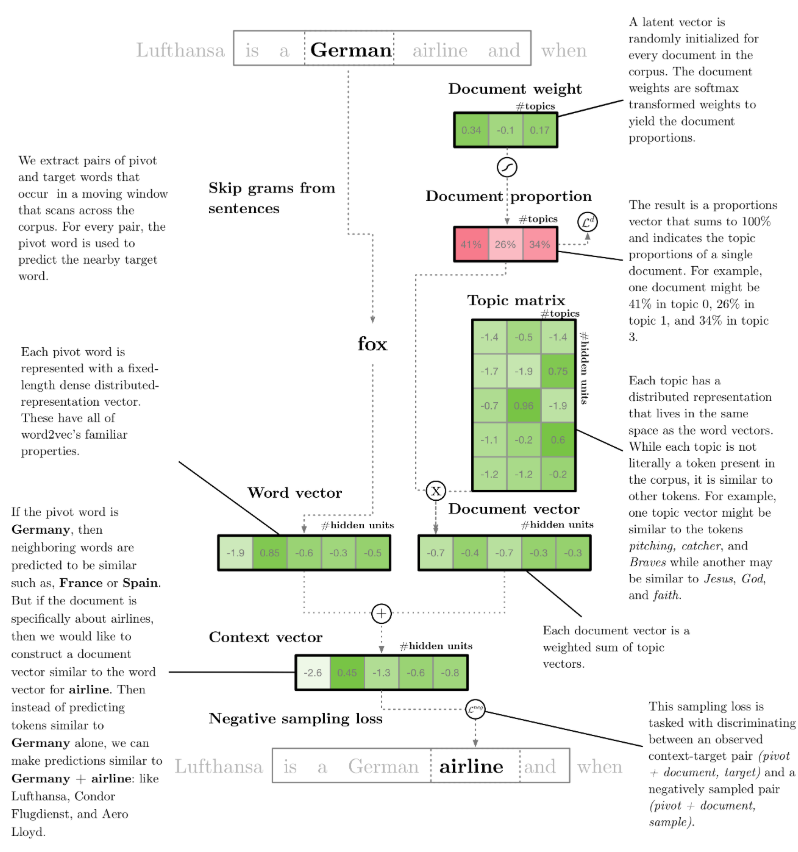 Lufthansa is a German airline and when
A latent vector is
randomly initialized for
every document in the
corpus. The document
weights are softmax
transformed weights to
yield the document
proportions.
Document weight
#topics
0.34 -0.1 0.17
We extract pairs of pivot
and target words that
occur in a moving window
that scans across the
corpus. For every pair, the
pivot word is used to
predict the nearby target
word.
Skip grams from
sentences
Document proportion
#topics
41% 26% 34%
ℒᵈ
The result is a proportions
vector that sums to 100%
and indicates the topic
proportions of a single
document. For example,
one document might be
41% in topic 0, 26% in
topic 1, and 34% in topic
3.
Topic matrix
#topics
#hidden units
-1.4 -0.5 -1.4
-1.7 -1.9 0.75
-0.7 0.96 -1.9
-1.1 -0.2 0.6
-1.2 -1.2 -0.2
fox
Each pivot word is
represented with a fixed-
length dense distributed-
representation vector.
These have all of
word2vec's familiar
properties.
Each topic has a
distributed representation
that lives in the same
space as the word vectors.
While each topic is not
literally a token present in
the corpus, it is similar to
other tokens. For example,
one topic vector might be
similar to the tokens
pitching, catcher, and
Braves while another may
be similar to Jesus, God,
and faith.
X
Word vector
#hidden units
-1.9 0.85 -0.6 -0.3 -0.5
Document vector
#hidden units
-0.7 -0.4 -0.7 -0.3 -0.3
If the pivot word is
Germany, then
neighboring words are
predicted to be similar
such as, France or Spain.
But if the document is
specifically about airlines,
then we would like to
construct a document
vector similar to the word
vector for airline. Then
instead of predicting
tokens similar to
Germany alone, we can
make predictions similar to
Germany + airline: like
Lufthansa, Condor
Flugdienst, and Aero
Lloyd.
+
Each document vector is a
weighted sum of topic
vectors.
Context vector
#hidden units
-2.6 0.45 -1.3 -0.6 -0.8
Negative sampling loss
ℒⁿᵉᵍ
This sampling loss is
tasked with discriminating
between an observed
context-target pair (pivot
+ document, target) and a
negatively sampled pair
(pivot + document,
sample).
Lufthansa is a German airline and when